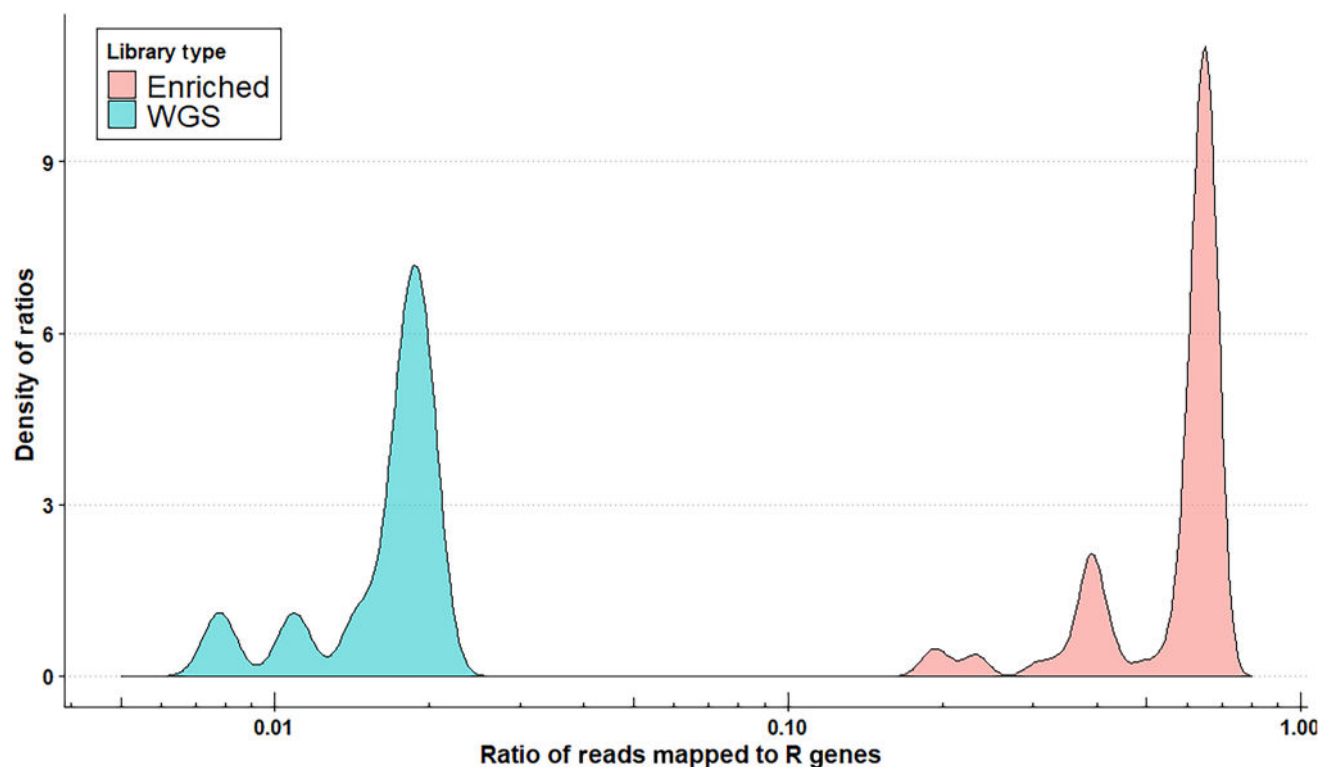 Library type
Enriched
WGS
9
6
3
0
Density of ratios
0.01
0.10
1.00
Ratio of reads mapped to R genes